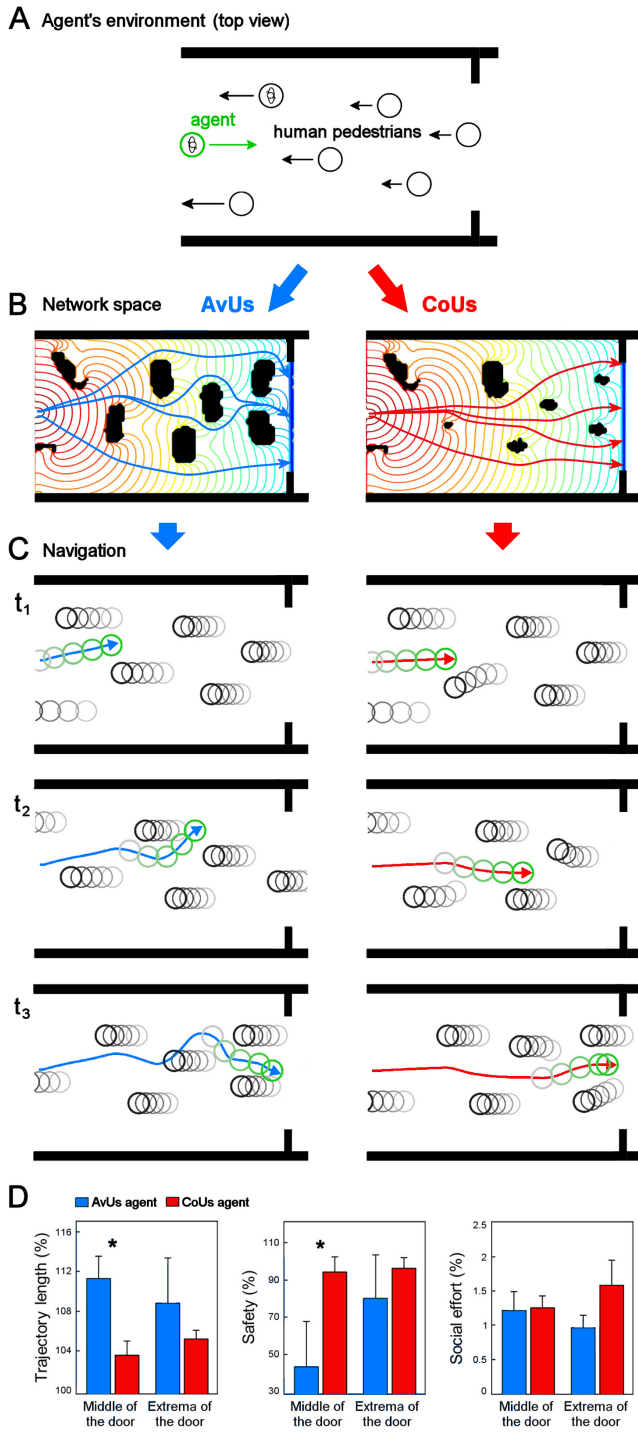 A Agent's environment (top view)
agent
human pedestrians
B Network space
AvUs
CoUs
C Navigation
t1
t2
t3
D
AvUs agent
CoUs agent
Trajectory length (%)
116
112
108
104
100
*
Middle of the door
Extrema of the door
Safety (%)
110
90
70
50
30
*
Middle of the door
Extrema of the door
Social effort (%)
2.5
2
1.5
1
0.5
0
Middle of the door
Extrema of the door